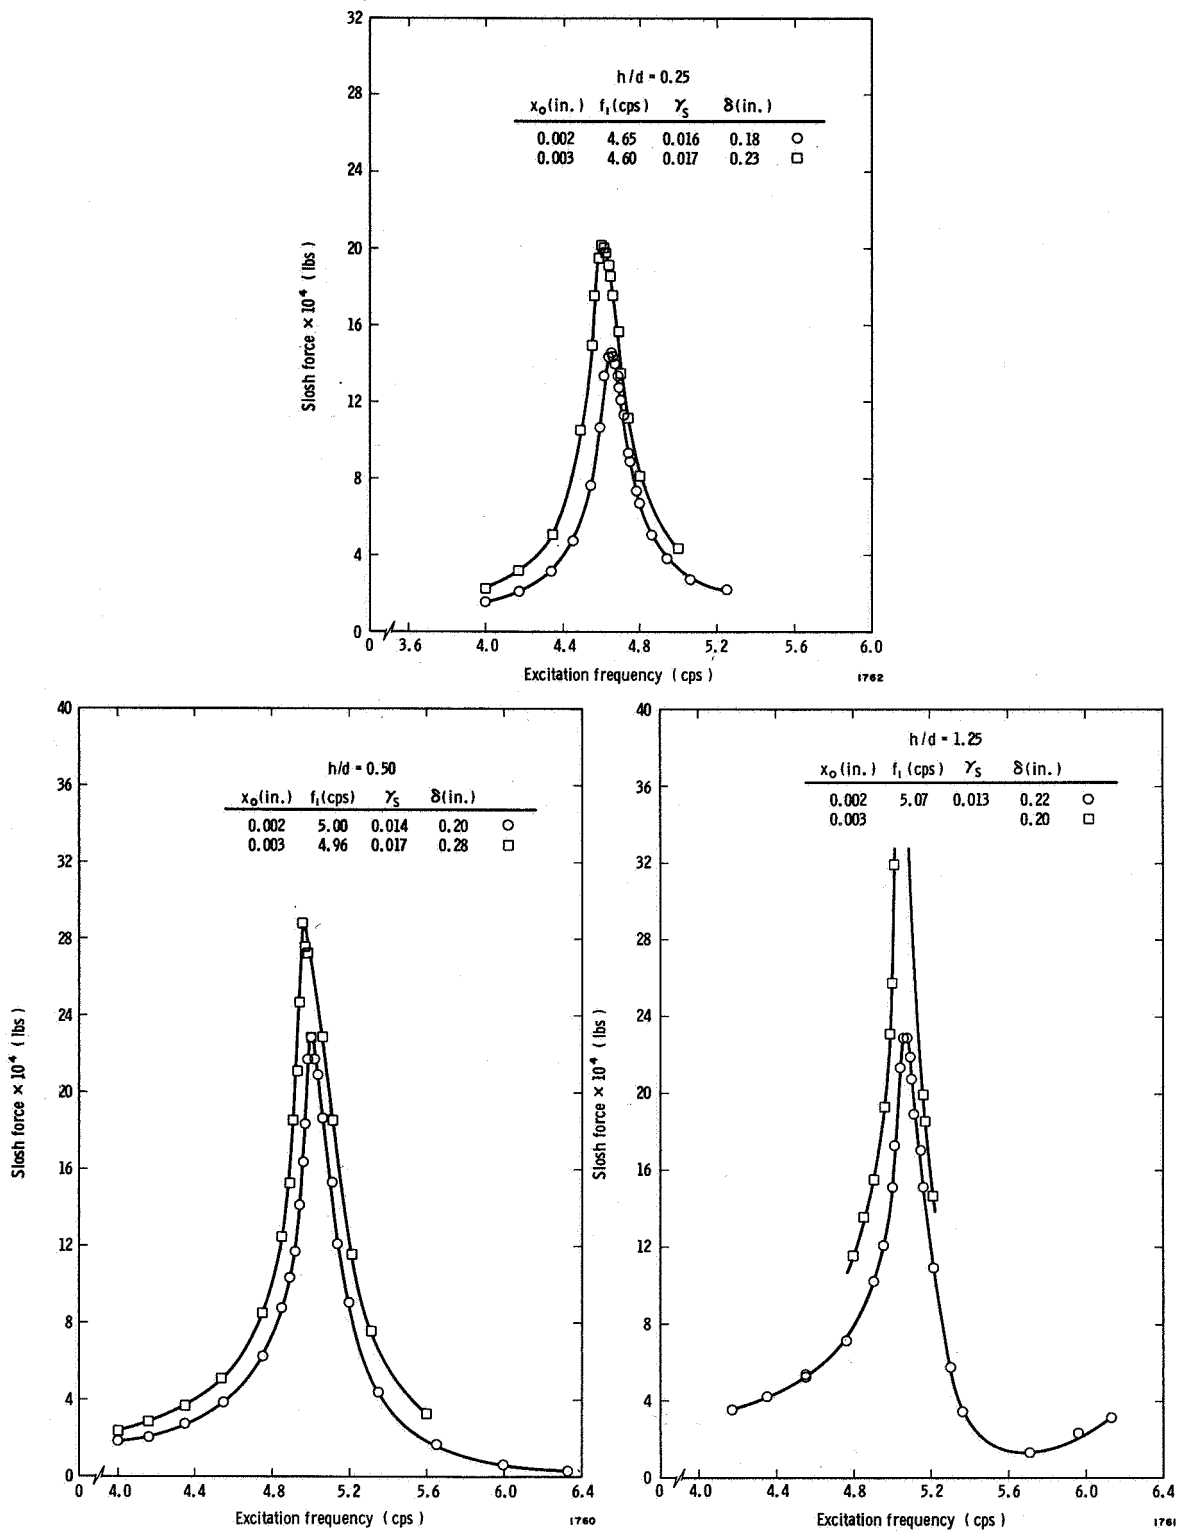 32
28
24
20
16
12
8
4
0
Slosh force × 10⁴ (lbs)
h/d = 0.25
x₀(in.) f₁(cps) γS δ(in.)
0.002 4.65 0.016 0.18
0.003 4.60 0.017 0.23
0 3.6 4.0 4.4 4.8 5.2 5.6 6.0
Excitation frequency (cps)
1762
40
36
32
28
24
20
16
12
8
4
0
Slosh force × 10⁴ (lbs)
h/d = 0.50
x₀(in.) f₁(cps) γS δ(in.)
0.002 5.00 0.014 0.20
0.003 4.96 0.017 0.28
0 4.0 4.4 4.8 5.2 5.6 6.0 6.4
Excitation frequency (cps)
1760
40
36
32
28
24
20
16
12
8
4
0
Slosh force × 10⁴ (lbs)
h/d = 1.25
x₀(in.) f₁(cps) γS δ(in.)
0.002 5.07 0.013 0.22
0.003 0.20
0 4.0 4.4 4.8 5.2 5.6 6.0 6.4
Excitation frequency (cps)
1761